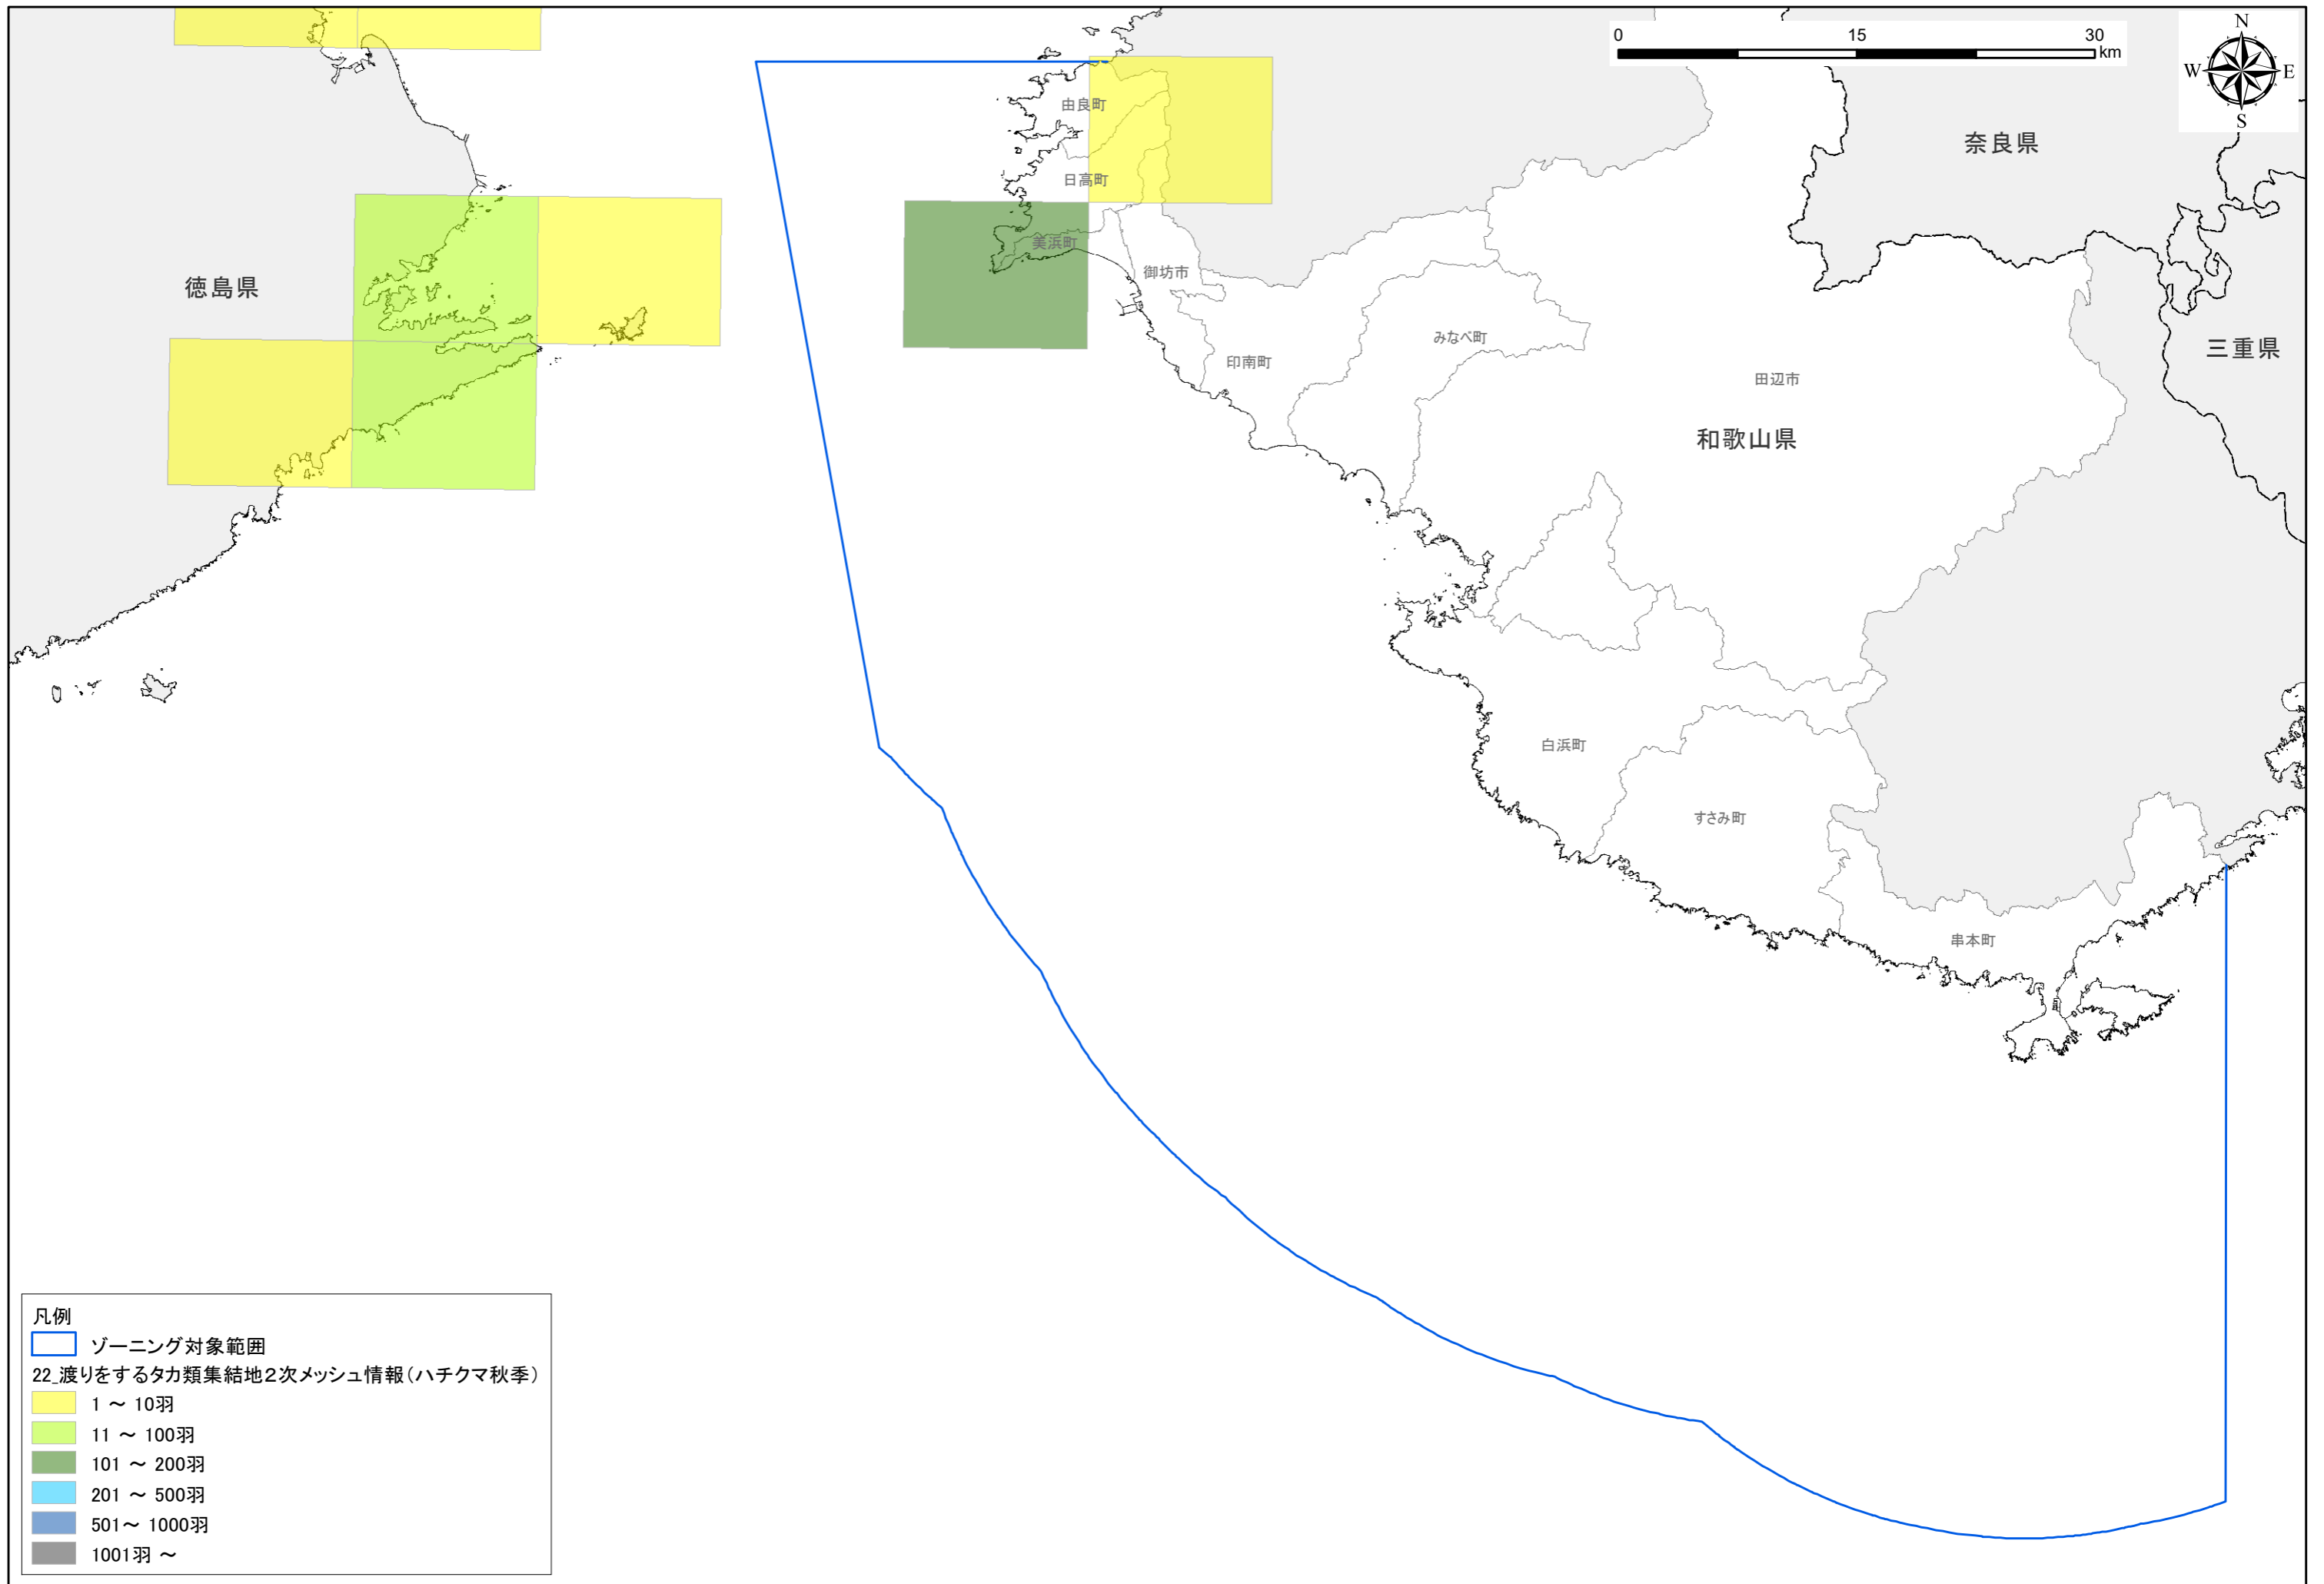 0 15 30
km
N
W E
S
奈良県
三重県
徳島県
和歌山県
由良町
日高町
美浜町
御坊市
印南町
みなべ町
田辺市
白浜町
すさみ町
串本町
凡例
ゾーニング対象範囲
22_渡りをするタカ類集結地2次メッシュ情報(ハチクマ秋季)
1 ～ 10羽
11 ～ 100羽
101 ～ 200羽
201 ～ 500羽
501～ 1000羽
1001羽 ～